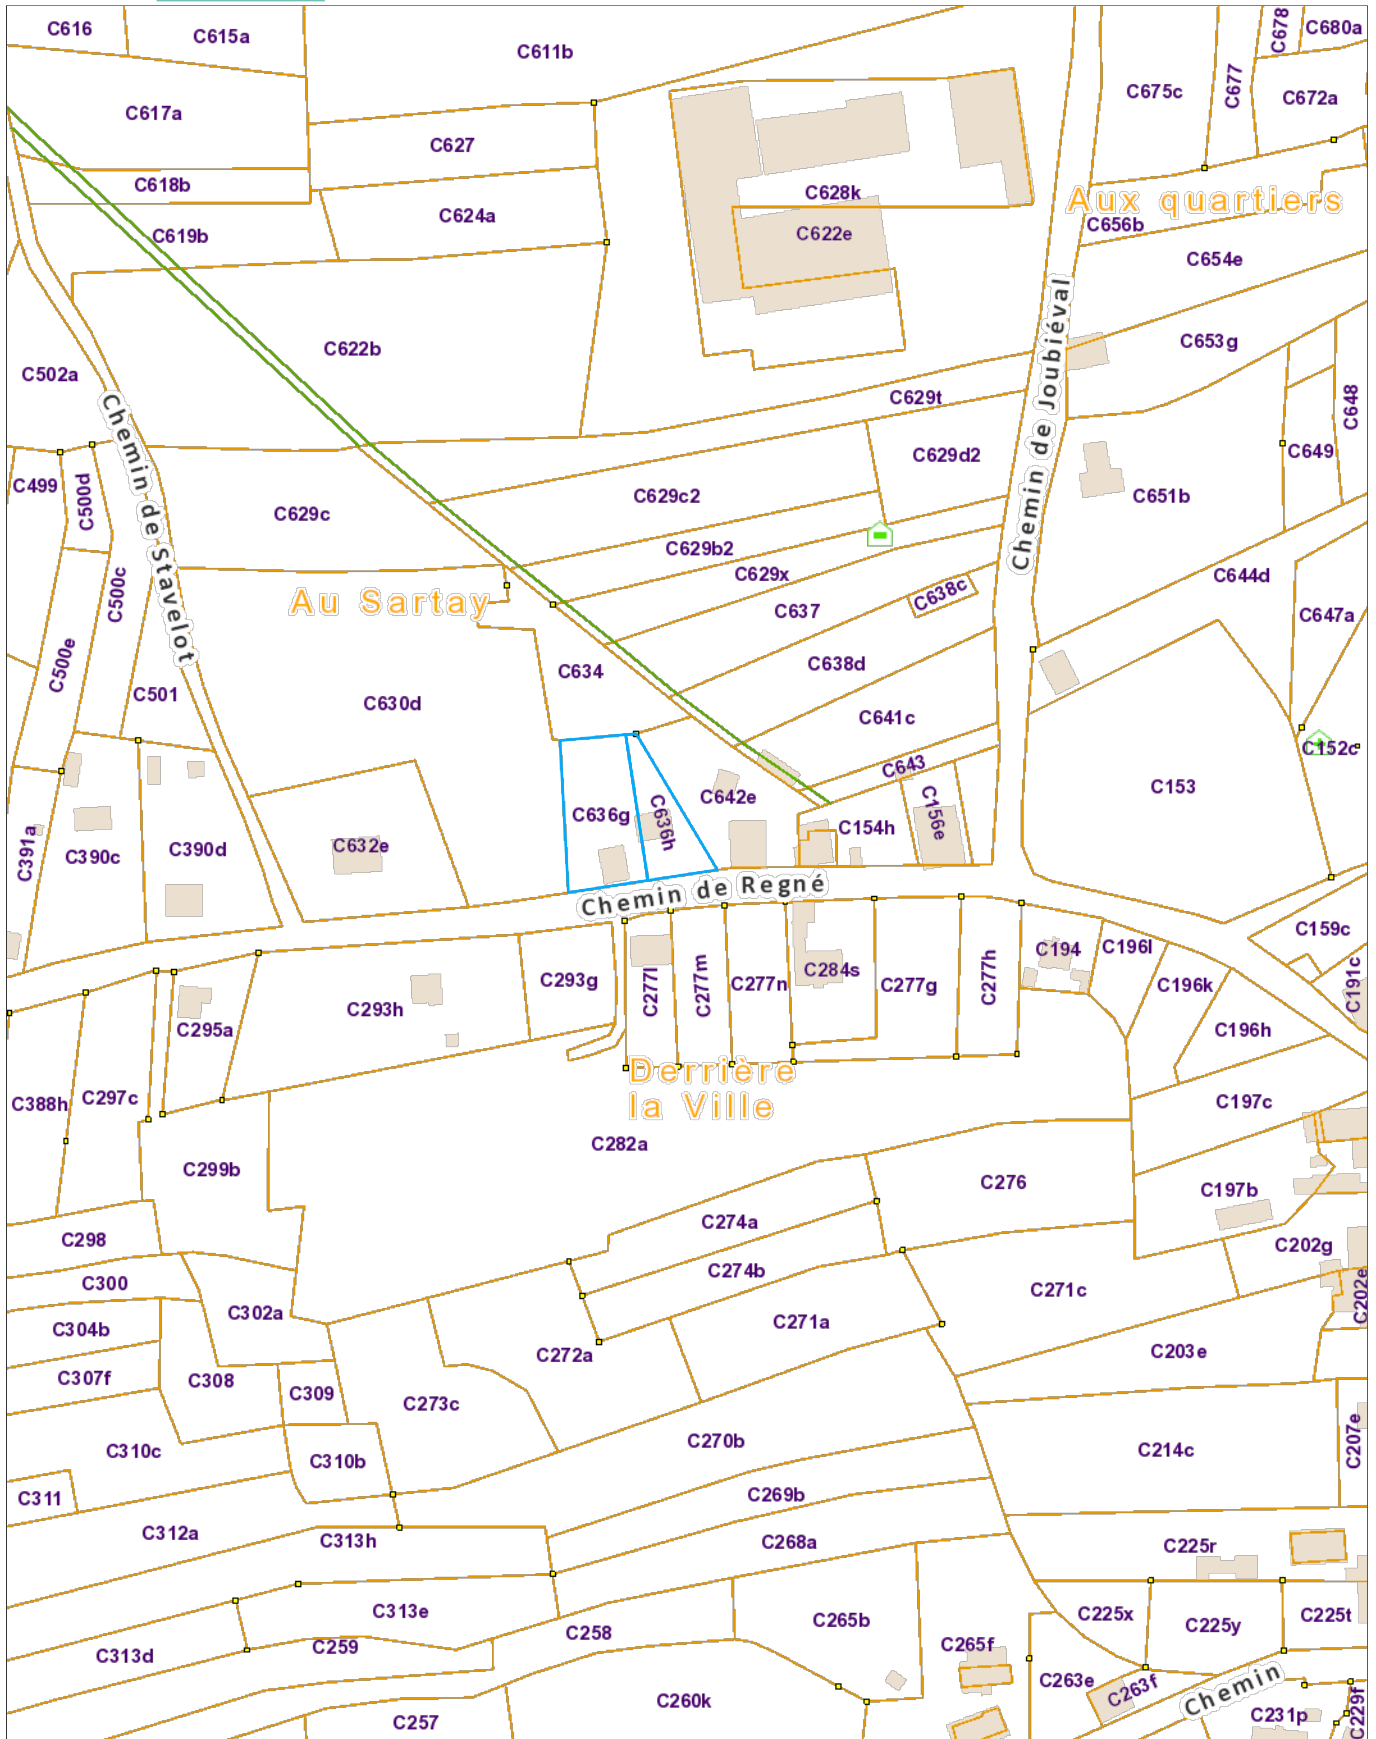 C616
C615a
C611b
C678
C680a
C675c
C677
C672a
C617a
C627
C618b
C628k
Aux quartiers
C624a
C656b
C619b
C622e
C654e
C622b
C653g
C502a
Chemin de Joubiéval
C629t
C648
C649
C629d2
C499
C500d
Chemin de Stavelot
C629c
C629c2
C651b
C629b2
C629x
C644d
C500c
Au Sartay
C637
C638c
C647a
C500e
C634
C638d
C501
C630d
C641c
C152c
C643
C153
C642e
C636g
C636h
C156e
C154h
C391a
C390c
C390d
C632e
Chemin de Regné
C159c
C194
C196l
C191c
C293g
C277l
C277m
C277n
C284s
C277g
C277h
C196k
C293h
C295a
C196h
Derrière
la Ville
C388h
C297c
C197c
C282a
C299b
C276
C197b
C274a
C298
C202g
C274b
C300
C271c
C202e
C302a
C304b
C271a
C272a
C203e
C307f
C308
C309
C273c
C207e
C270b
C310c
C214c
C310b
C269b
C311
C312a
C313h
C268a
C225r
C313e
C225x
C225y
C225t
C265b
C258
C259
C265f
C313d
C263e
C263f
Chemin
C260k
C257
C231p
C229f